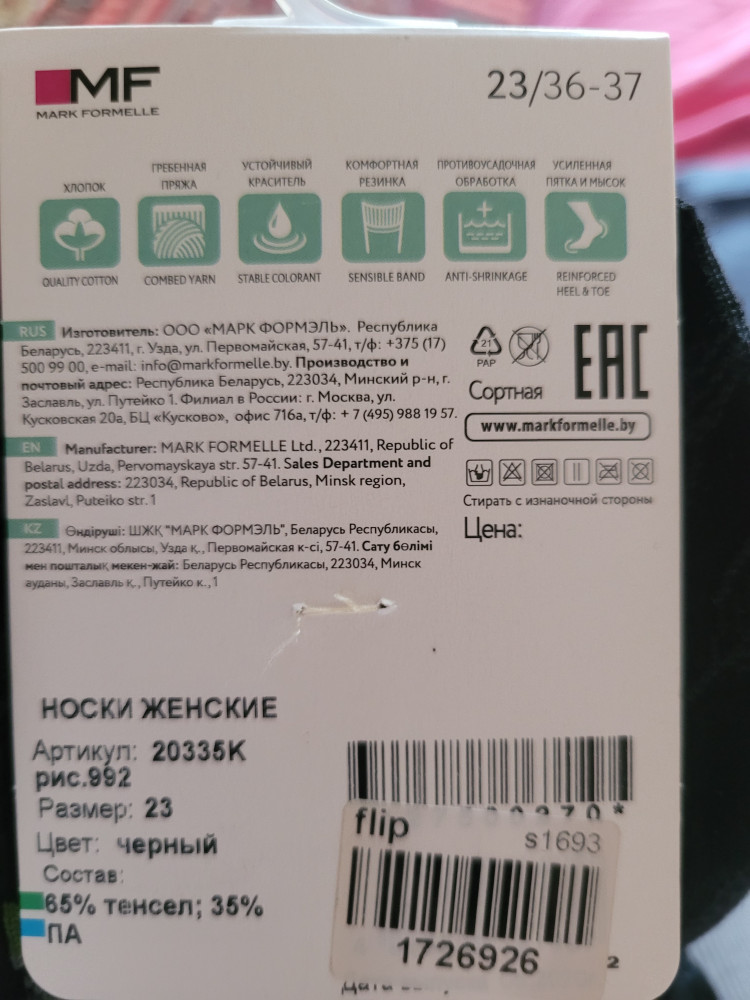 MF
MARK FORMELLE
23/36-37
ХЛОПОК
ГРЕБЕННАЯ
ПРЯЖА
УСТОЙЧИВЫЙ
КРАСИТЕЛЬ
КОМФОРТНАЯ
РЕЗИНКА
ПРОТИВОУСАДОЧНАЯ
ОБРАБОТКА
УСИЛЕННАЯ
ПЯТКА И МЫСОК
QUALITY COTTON
COMBED YARN
STABLE COLORANT
SENSIBLE BAND
ANTI-SHRINKAGE
REINFORCED
HEEL & TOE
RUS Изготовитель: ООО «МАРК ФОРМЭЛЬ». Республика
Беларусь, 223411, г. Узда, ул. Первомайская, 57-41, т/ф: +375 (17)
500 99 00, e-mail: info@markformelle.by. Производство и
почтовый адрес: Республика Беларусь, 223034, Минский р-н, г.
Заславль, ул. Путейко 1. Филиал в России: г. Москва, ул.
Кусковская 20а, БЦ «Кусково», офис 716а, т/ф: + 7 (495) 988 19 57.
EN Manufacturer: MARK FORMELLE Ltd., 223411, Republic of
Belarus, Uzda, Pervomayskaya str. 57-41. Sales Department and
postal address: 223034, Republic of Belarus, Minsk region,
Zaslavl, Puteiko str. 1
KZ Өндіруші: ШЖҚ "МАРК ФОРМЭЛЬ", Беларусь Республикасы,
223411, Минск облысы, Узда қ., Первомайская к-сі, 57-41. Сату бөлімі
мен пошталық мекен-жай: Беларусь Республикасы, 223034, Минск
ауданы, Заславль қ., Путейко к., 1
21
PAP
EAC
Сортная
www.markformelle.by
Стирать с изнаночной стороны
Цена:
НОСКИ ЖЕНСКИЕ
Артикул: 20335K
рис.992
Размер: 23
Цвет: черный
Состав:
65% тенсел; 35%
ПА
flip
s1693
1726926
2